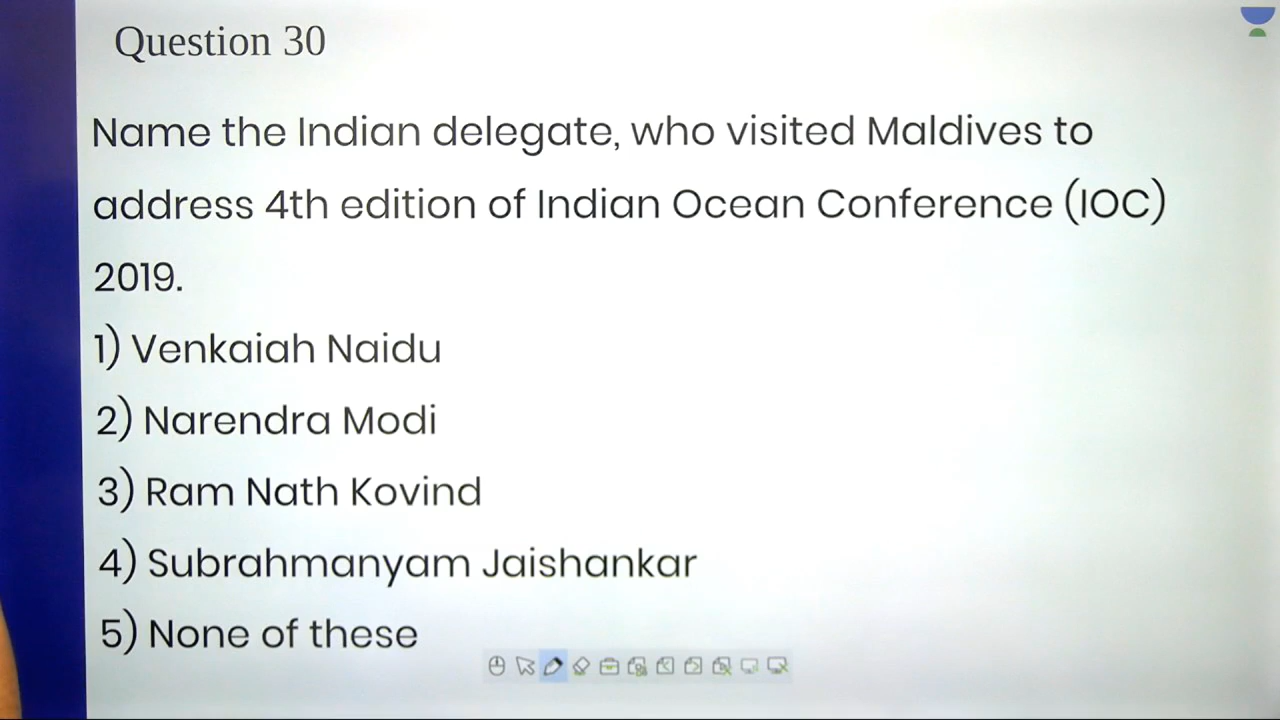 Question 30
Name the Indian delegate, who visited Maldives to
address 4th edition of Indian Ocean Conference (IOC)
2019.
1) Venkaiah Naidu
2) Narendra Modi
3) Ram Nath Kovind
4) Subrahmanyam Jaishankar
5) None of these